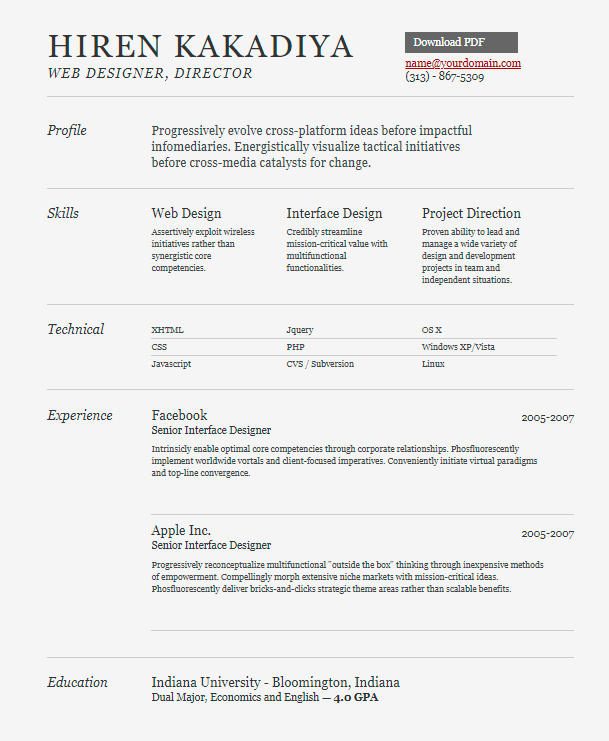 HIREN KAKADIYA
WEB DESIGNER, DIRECTOR
Download PDF
name@yourdomain.com
(313) - 867-5309
Profile
Progressively evolve cross-platform ideas before impactful
infomediaries. Energistically visualize tactical initiatives
before cross-media catalysts for change.
Skills
Web Design
Assertively exploit wireless
initiatives rather than
synergistic core
competencies.
Interface Design
Credibly streamline
mission-critical value with
multifunctional
functionalities.
Project Direction
Proven ability to lead and
manage a wide variety of
design and development
projects in team and
independent situations.
Technical
XHTML
Jquery
OS X
CSS
PHP
Windows XP/Vista
Javascript
CVS / Subversion
Linux
Experience
Facebook
2005-2007
Senior Interface Designer
Intrinsicly enable optimal core competencies through corporate relationships. Phosfluorescently
implement worldwide vortals and client-focused imperatives. Conveniently initiate virtual paradigms
and top-line convergence.
Apple Inc.
2005-2007
Senior Interface Designer
Progressively reconceptualize multifunctional "outside the box" thinking through inexpensive methods
of empowerment. Compellingly morph extensive niche markets with mission-critical ideas.
Phosfluorescently deliver bricks-and-clicks strategic theme areas rather than scalable benefits.
Education
Indiana University - Bloomington, Indiana
Dual Major, Economics and English — 4.0 GPA